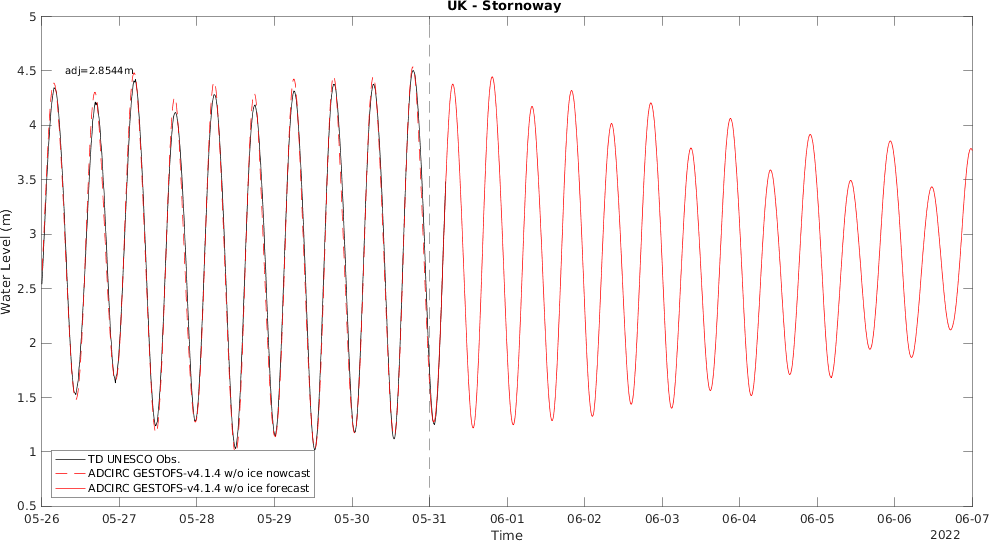 UK - Stornoway
5
4.5
4
3.5
3
2.5
2
1.5
1
0.5
Water Level (m)
adj=2.8544m
TD UNESCO Obs.
ADCIRC GESTOFS-v4.1.4 w/o ice nowcast
ADCIRC GESTOFS-v4.1.4 w/o ice forecast
05-26 05-27 05-28 05-29 05-30 05-31 06-01 06-02 06-03 06-04 06-05 06-06 06-07
Time
2022